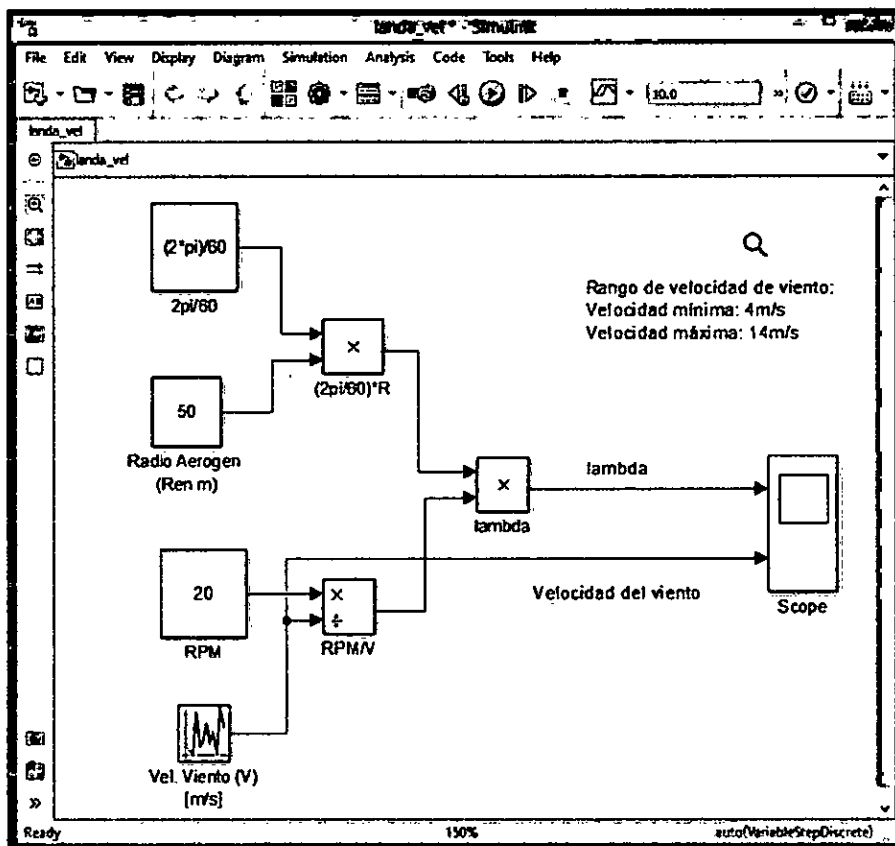 landa_vel * - Simulink
File Edit View Display Diagram Simulation Analysis Code Tools Help
10.0
landa_vel
landa_vel
(2*pi)/60
2pi/60
Rango de velocidad de viento:
Velocidad mínima: 4m/s
Velocidad máxima: 14m/s
×
(2pi/60)*R
50
Radio Aerogen
(Ren m)
lambda
×
lambda
20
RPM
×
÷
RPM/V
Velocidad del viento
Scope
Vel. Viento (V)
[m/s]
Ready 150% auto(VariableStepDiscrete)